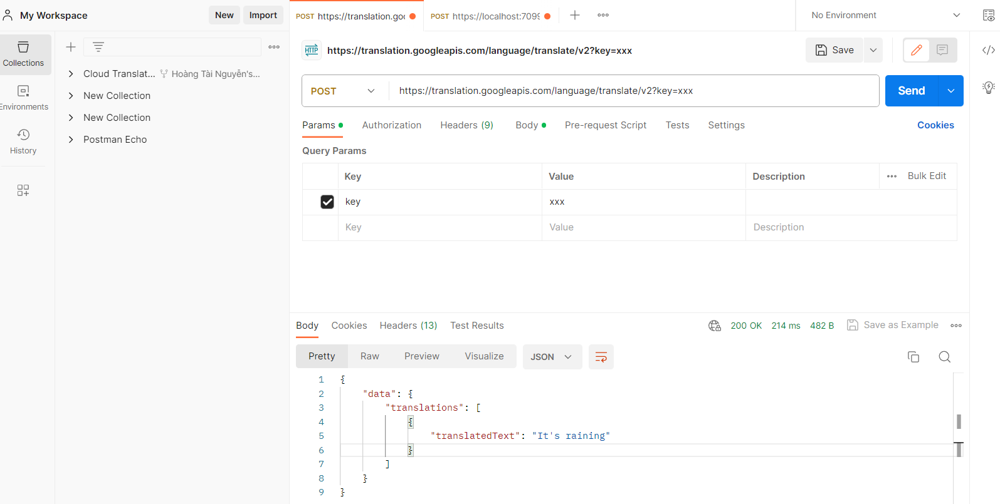 My Workspace
New
Import
POST https://translation.goo
POST https://localhost:7099
No Environment
Collections
Environments
History
Cloud Translat... Hoàng Tài Nguyễn's...
New Collection
New Collection
Postman Echo
HTTP https://translation.googleapis.com/language/translate/v2?key=xxx
Save
POST https://translation.googleapis.com/language/translate/v2?key=xxx
Send
Params Authorization Headers (9) Body Pre-request Script Tests Settings Cookies
Query Params
Key Value Description Bulk Edit
key xxx
Key Value Description
Body Cookies Headers (13) Test Results 200 OK 214 ms 482 B Save as Example
Pretty Raw Preview Visualize JSON
1 {
2 "data": {
3 "translations": [
4 {
5 "translatedText": "It's raining"
6 }
7 ]
8 }
9 }